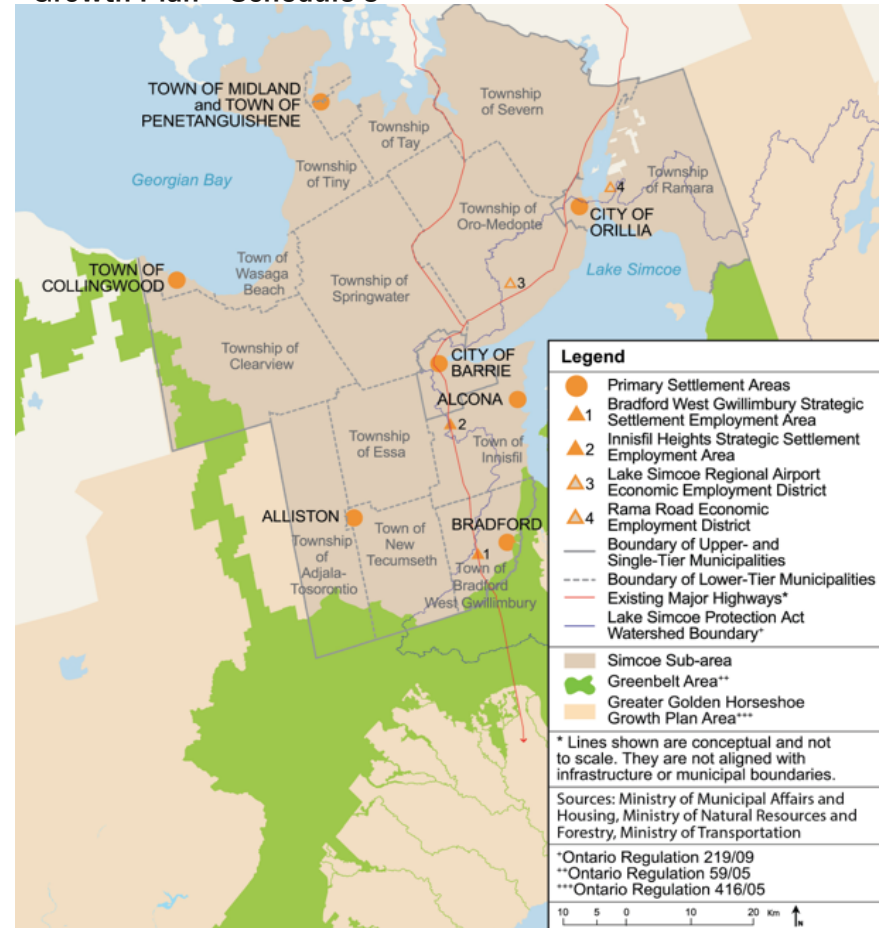 TOWN OF MIDLAND
and TOWN OF
PENETANGUISHENE
Township
of Severn
Township
of Tay
Township
of Tiny
Georgian Bay
Township
of Ramara
4
Township of
Oro-Medonte
CITY OF
ORILLIA
Lake Simcoe
TOWN OF
COLLINGWOOD
Town of
Wasaga
Beach
Township of
Springwater
3
Township of
Clearview
CITY OF
BARRIE
ALCONA
2
Township
of Essa
Town of
Innisfil
ALLISTON
BRADFORD
Township
of
Adjala-
Tosorontio
Town of
New
Tecumseth
1
Town of
Bradford
West Gwillimbury
Legend
Primary Settlement Areas
1 Bradford West Gwillimbury Strategic
Settlement Employment Area
2 Innisfil Heights Strategic Settlement
Employment Area
3 Lake Simcoe Regional Airport
Economic Employment District
4 Rama Road Economic
Employment District
Boundary of Upper- and
Single-Tier Municipalities
Boundary of Lower-Tier Municipalities
Existing Major Highways*
Lake Simcoe Protection Act
Watershed Boundary+
Simcoe Sub-area
Greenbelt Area++
Greater Golden Horseshoe
Growth Plan Area+++
* Lines shown are conceptual and not
to scale. They are not aligned with
infrastructure or municipal boundaries.
Sources: Ministry of Municipal Affairs and
Housing, Ministry of Natural Resources and
Forestry, Ministry of Transportation
+Ontario Regulation 219/09
++Ontario Regulation 59/05
+++Ontario Regulation 416/05
10 5 0 10 20 Km N